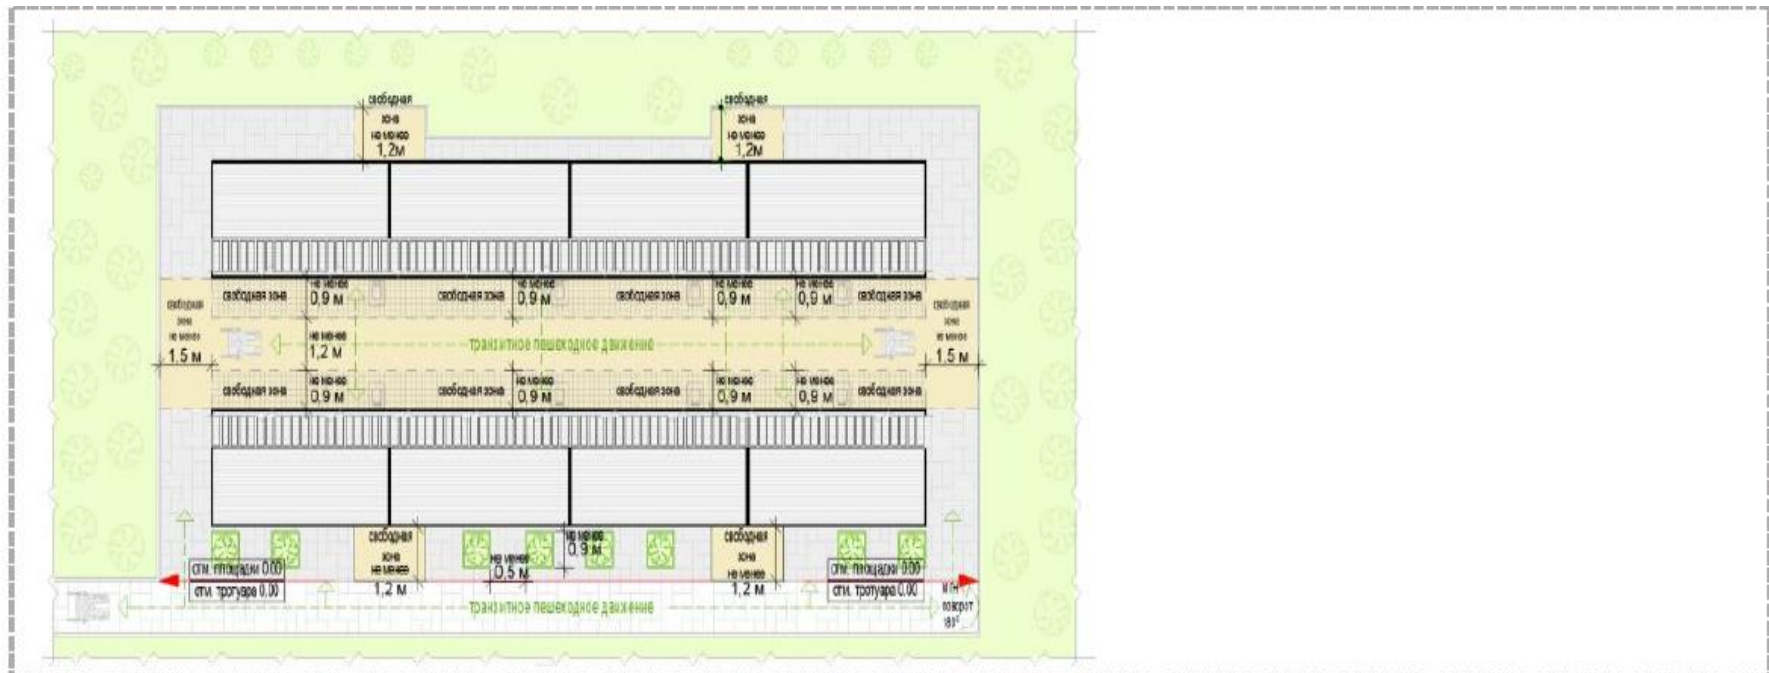 свободная
зона
не менее
1,2м
свободная
зона
не менее
1,2м
свободная зона
не менее
0,9 м
свободная зона
не менее
0,9 м
свободная зона
не менее
0,9 м
не менее
0,9 м
свободная зона
свободная
зона
не менее
1.5 м
не менее
1,2 м
транзитное пешеходное движение
свободная
зона
не менее
1.5 м
свободная зона
не менее
0,9 м
свободная зона
не менее
0,9 м
свободная зона
не менее
0,9 м
не менее
0,9 м
свободная зона
свободная
зона
не менее
1,2 м
не менее
0,5 м
не менее
0,9 м
свободная
зона
не менее
1,2 м
отм. площадки 0.00
отм. тротуара 0.00
отм. площадки 0.00
отм. тротуара 0.00
транзитное пешеходное движение
поворот
180°